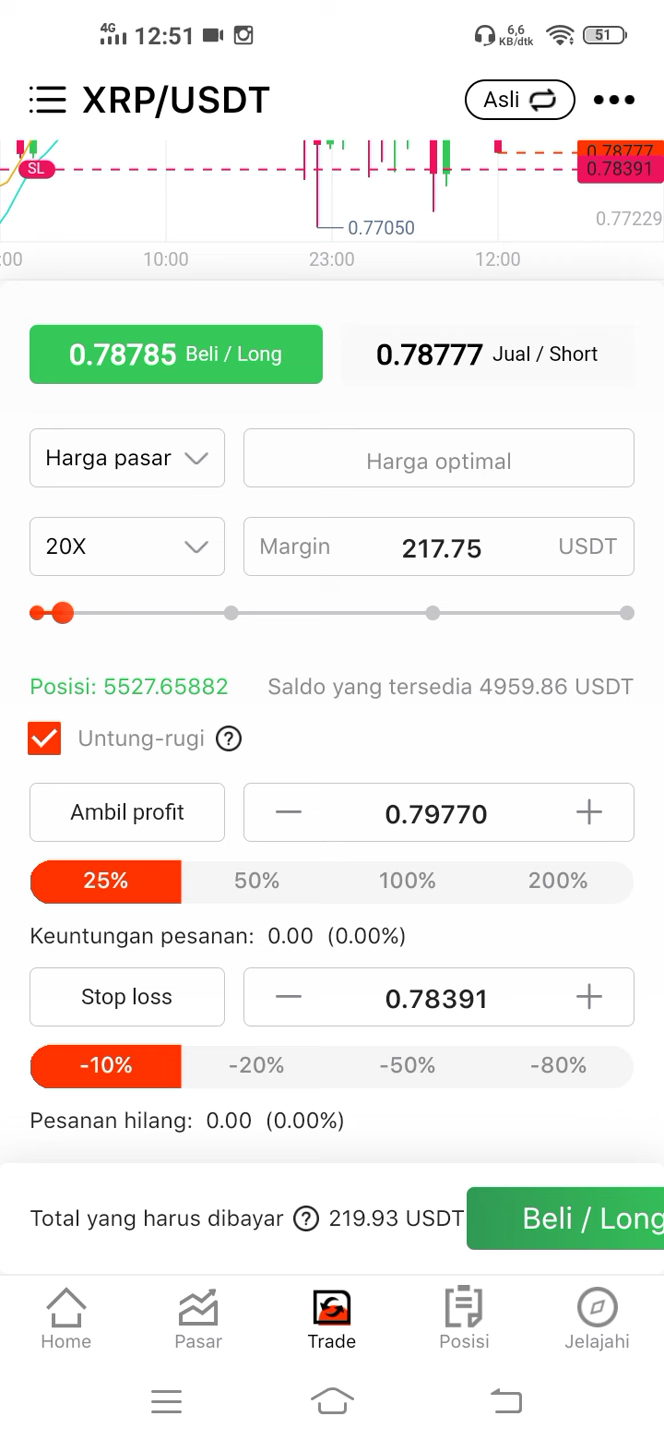 4G 12:51 6,6 KB/dtk 51
XRP/USDT Asli
0.78777
SL 0.78391
0.77050 0.77229
:00 10:00 23:00 12:00
0.78785 Beli / Long 0.78777 Jual / Short
Harga pasar Harga optimal
20X Margin 217.75 USDT
Posisi: 5527.65882 Saldo yang tersedia 4959.86 USDT
Untung-rugi ?
Ambil profit — 0.79770 +
25% 50% 100% 200%
Keuntungan pesanan: 0.00 (0.00%)
Stop loss — 0.78391 +
-10% -20% -50% -80%
Pesanan hilang: 0.00 (0.00%)
Total yang harus dibayar ? 219.93 USDT Beli / Long
Home Pasar Trade Posisi Jelajahi